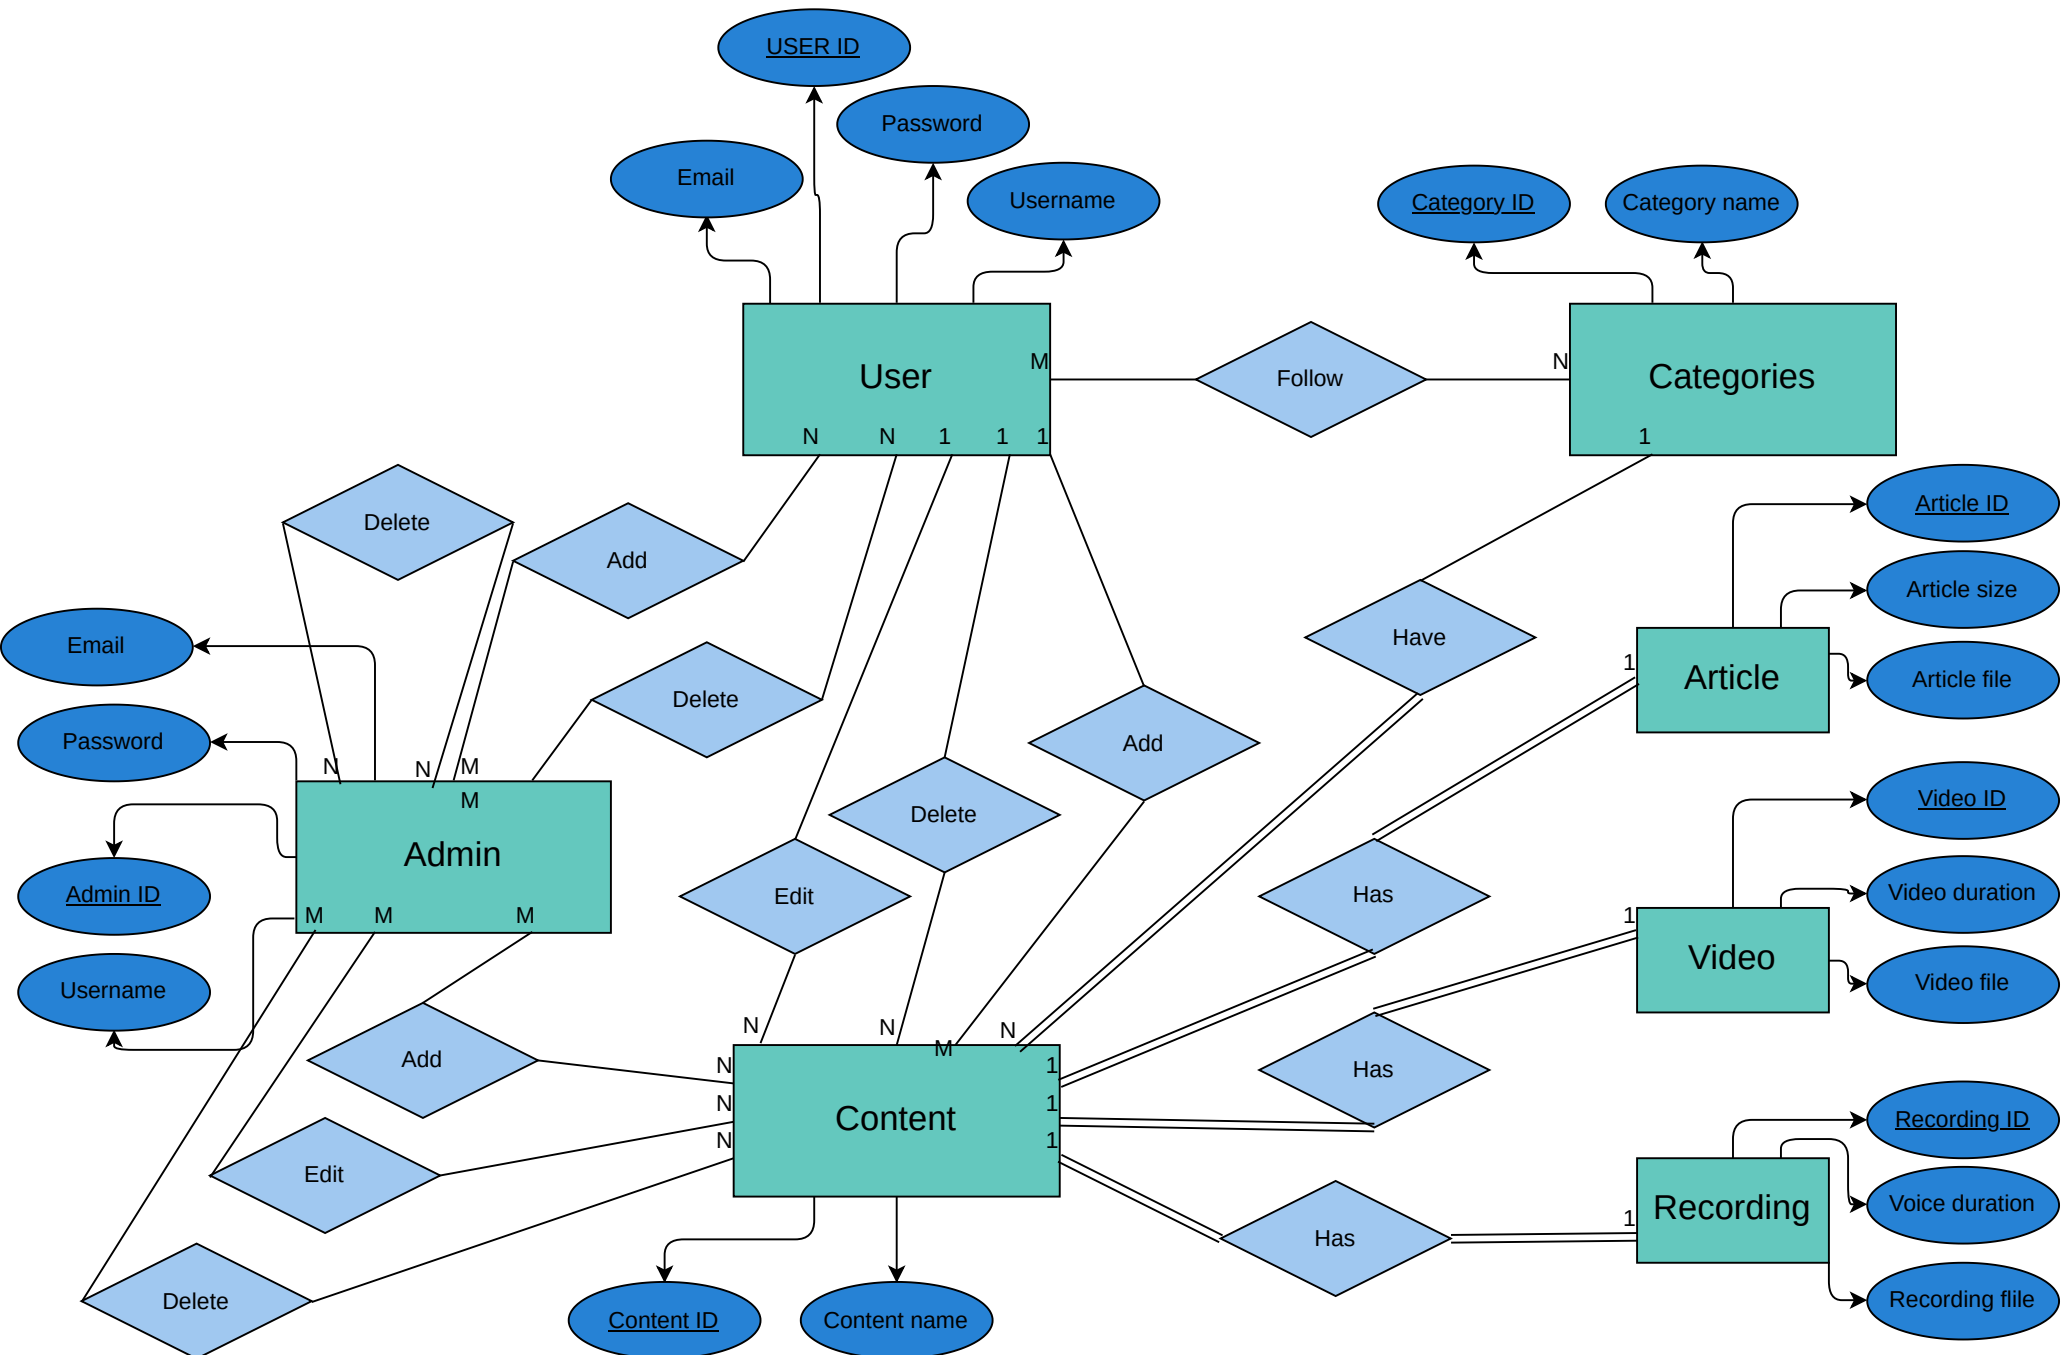 USER ID
Password
Email
Username
Category ID
Category name
User
M
Follow
N
Categories
N
N
1
1
1
1
Delete
Add
Article ID
Article size
Article file
Article
1
Have
Email
Password
Delete
Add
N
N
M
M
Admin
M
M
M
Admin ID
Username
Delete
Edit
Has
Video ID
Video duration
Video file
Video
1
Has
Add
Edit
Delete
N
N
M
N
N
N
N
1
1
1
Content
Content ID
Content name
Has
1
Recording
Recording ID
Voice duration
Recording flile